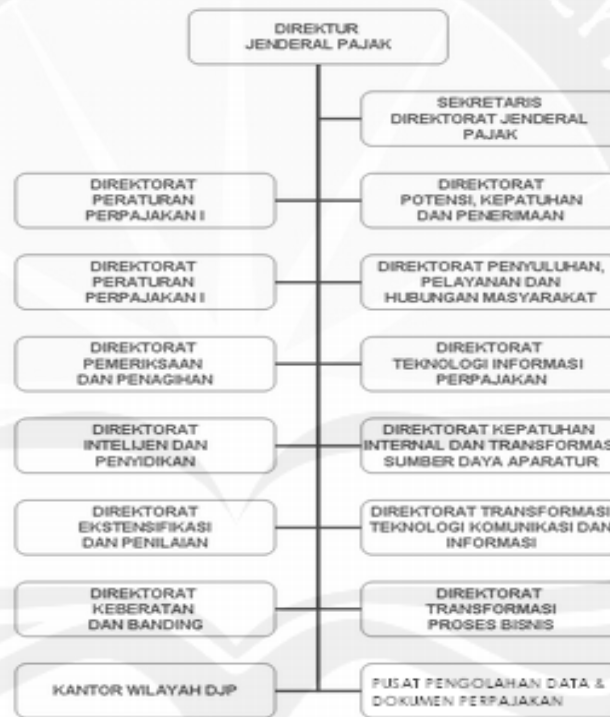 DIREKTUR
JENDERAL PAJAK
SEKRETARIS
DIREKTORAT JENDERAL
PAJAK
DIREKTORAT
PERATURAN
PERPAJAKAN I
DIREKTORAT
POTENSI, KEPATUHAN
DAN PENERIMAAN
DIREKTORAT
PERATURAN
PERPAJAKAN I
DIREKTORAT PENYULUHAN,
PELAYANAN DAN
HUBUNGAN MASYARAKAT
DIREKTORAT
PEMERIKSAAN
DAN PENAGIHAN
DIREKTORAT
TEKNOLOGI INFORMASI
PERPAJAKAN
DIREKTORAT
INTELIJEN DAN
PENYIDIKAN
DIREKTORAT KEPATUHAN
INTERNAL DAN TRANSFORMAS
SUMBER DAYA APARATUR
DIREKTORAT
EKSTENSIFIKASI
DAN PENILAIAN
DIREKTORAT TRANSFORMASI
TEKNOLOGI KOMUNIKASI DAN
INFORMASI
DIREKTORAT
KEBERATAN
DAN BANDING
DIREKTORAT
TRANSFORMASI
PROSES BISNIS
KANTOR WILAYAH DJP
PUSAT PENGOLAHAN DATA &
DOKUMEN PERPAJAKAN